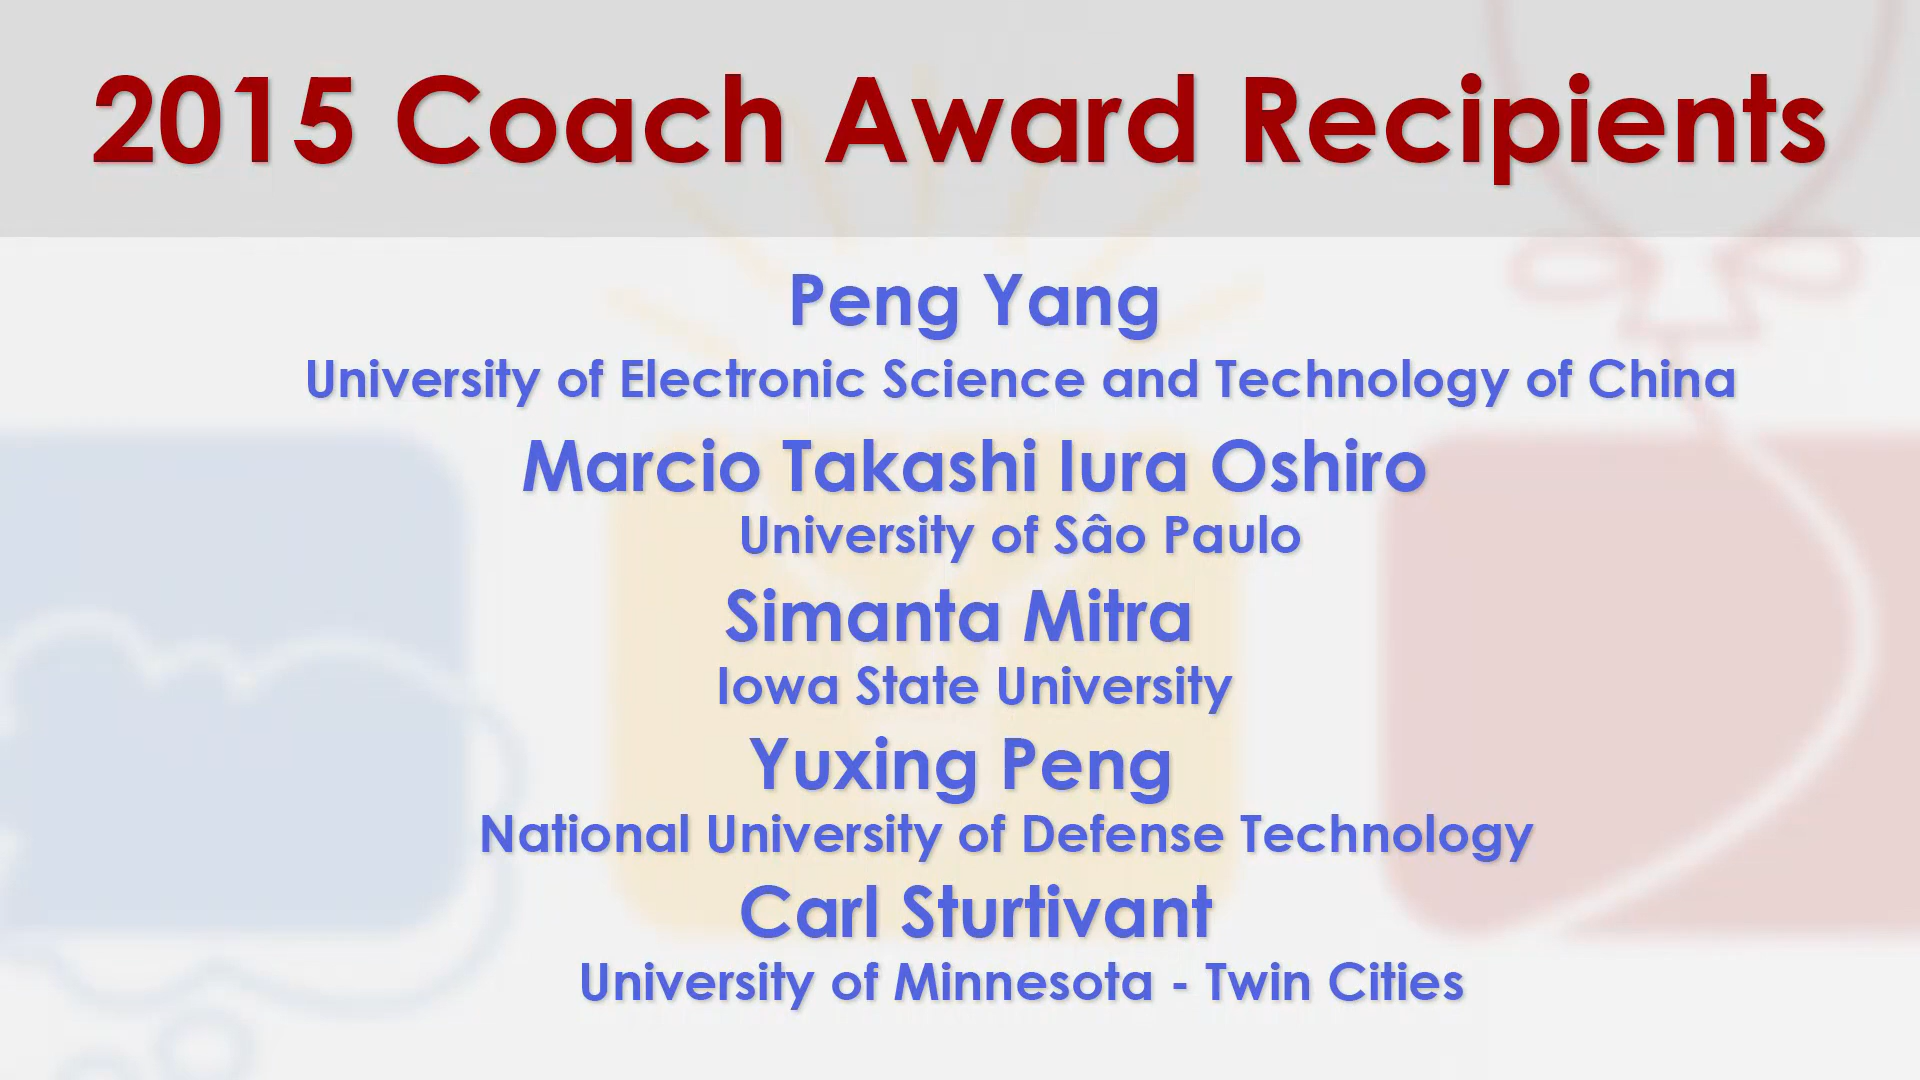 2015 Coach Award Recipients
Peng Yang
University of Electronic Science and Technology of China
Marcio Takashi Iura Oshiro
University of Sâo Paulo
Simanta Mitra
Iowa State University
Yuxing Peng
National University of Defense Technology
Carl Sturtivant
University of Minnesota - Twin Cities